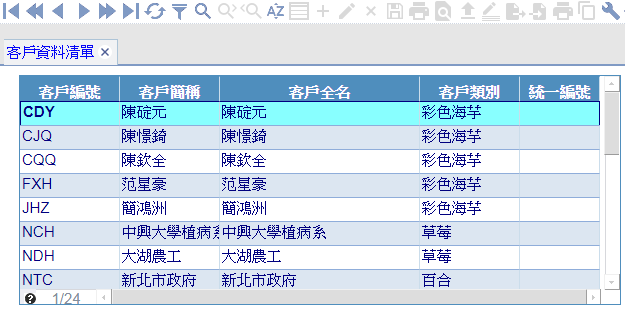 客戶資料清單 ×
客戶編號 客戶簡稱 客戶全名 客戶類別 統一編號
CDY 陳碇元 陳碇元 彩色海芋
CJQ 陳憬錡 陳憬錡 彩色海芋
CQQ 陳欽全 陳欽全 彩色海芋
FXH 范星豪 范星豪 彩色海芋
JHZ 簡鴻洲 簡鴻洲 彩色海芋
NCH 中興大學植病系 中興大學植病系 草莓
NDH 大湖農工 大湖農工 草莓
NTC 新北市政府 新北市政府 百合
1/24